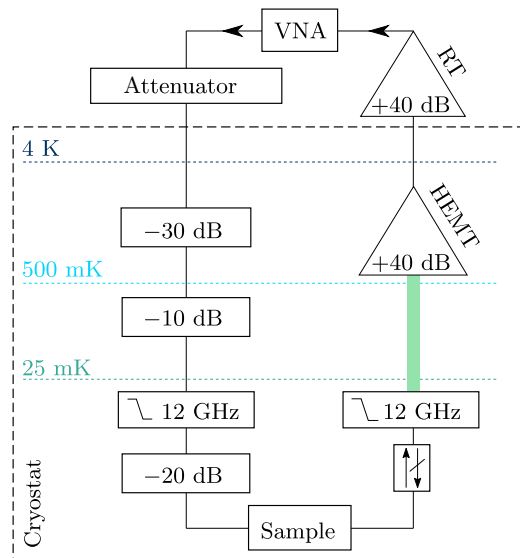 VNA
RT
Attenuator
+40 dB
4 K
HEMT
−30 dB
+40 dB
500 mK
−10 dB
25 mK
12 GHz
12 GHz
−20 dB
Cryostat
Sample